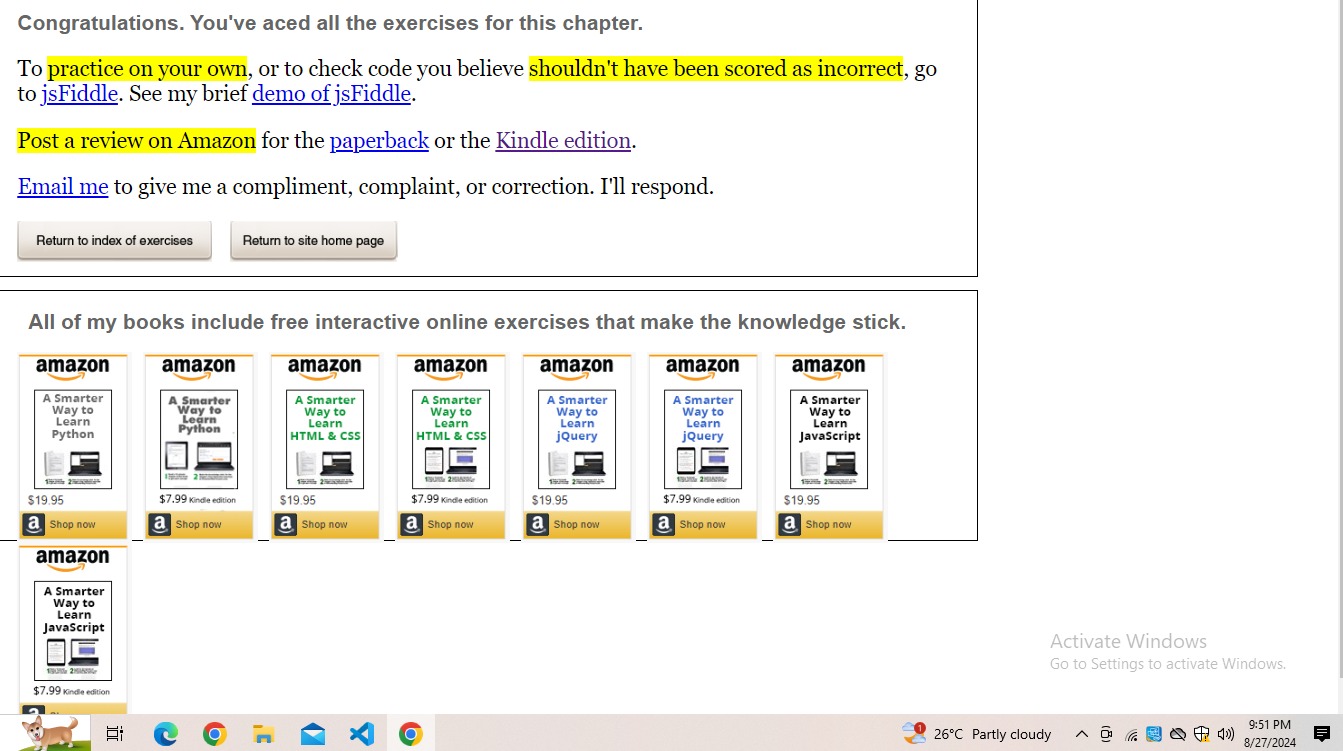 Congratulations. You've aced all the exercises for this chapter.
To practice on your own, or to check code you believe shouldn't have been scored as incorrect, go
to jsFiddle. See my brief demo of jsFiddle.
Post a review on Amazon for the paperback or the Kindle edition.
Email me to give me a compliment, complaint, or correction. I'll respond.
Return to index of exercises Return to site home page
All of my books include free interactive online exercises that make the knowledge stick.
amazon
A Smarter
Way to
Learn
Python
$19.95
a Shop now
amazon
A Smarter
Way to
Learn
Python
$7.99 Kindle edition
a Shop now
amazon
A Smarter
Way to
Learn
HTML & CSS
$19.95
a Shop now
amazon
A Smarter
Way to
Learn
HTML & CSS
$7.99 Kindle edition
a Shop now
amazon
A Smarter
Way to
Learn
jQuery
$19.95
a Shop now
amazon
A Smarter
Way to
Learn
jQuery
$7.99 Kindle edition
a Shop now
amazon
A Smarter
Way to
Learn
JavaScript
$19.95
a Shop now
amazon
A Smarter
Way to
Learn
JavaScript
$7.99 Kindle edition
Activate Windows
Go to Settings to activate Windows.
1
26°C Partly cloudy
9:51 PM
8/27/2024